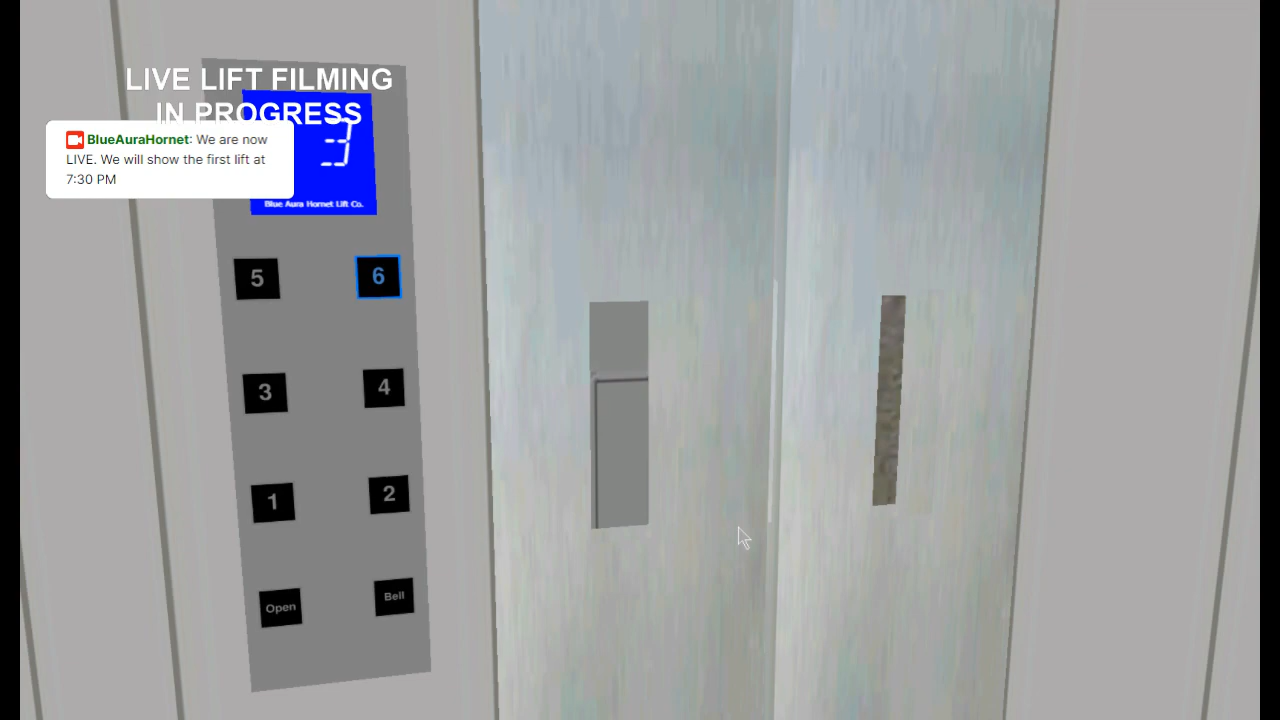 LIVE LIFT FILMING
IN PROGRESS
BlueAuraHornet: We are now
LIVE. We will show the first lift at
7:30 PM
3
Blue Aura Hornet Lift Co.
5 6
3 4
1 2
Open Bell